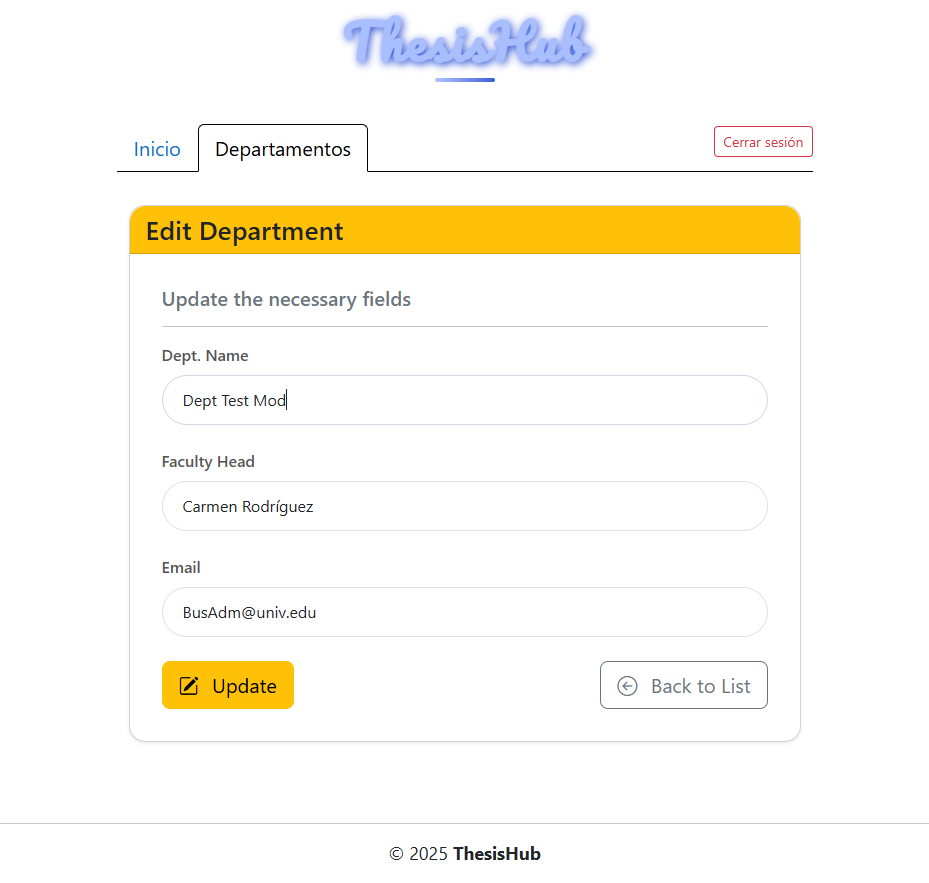 ThesisHub
Inicio
Departamentos
Cerrar sesión
Edit Department
Update the necessary fields
Dept. Name
Dept Test Mod
Faculty Head
Carmen Rodríguez
Email
BusAdm@univ.edu
Update
Back to List
© 2025 ThesisHub